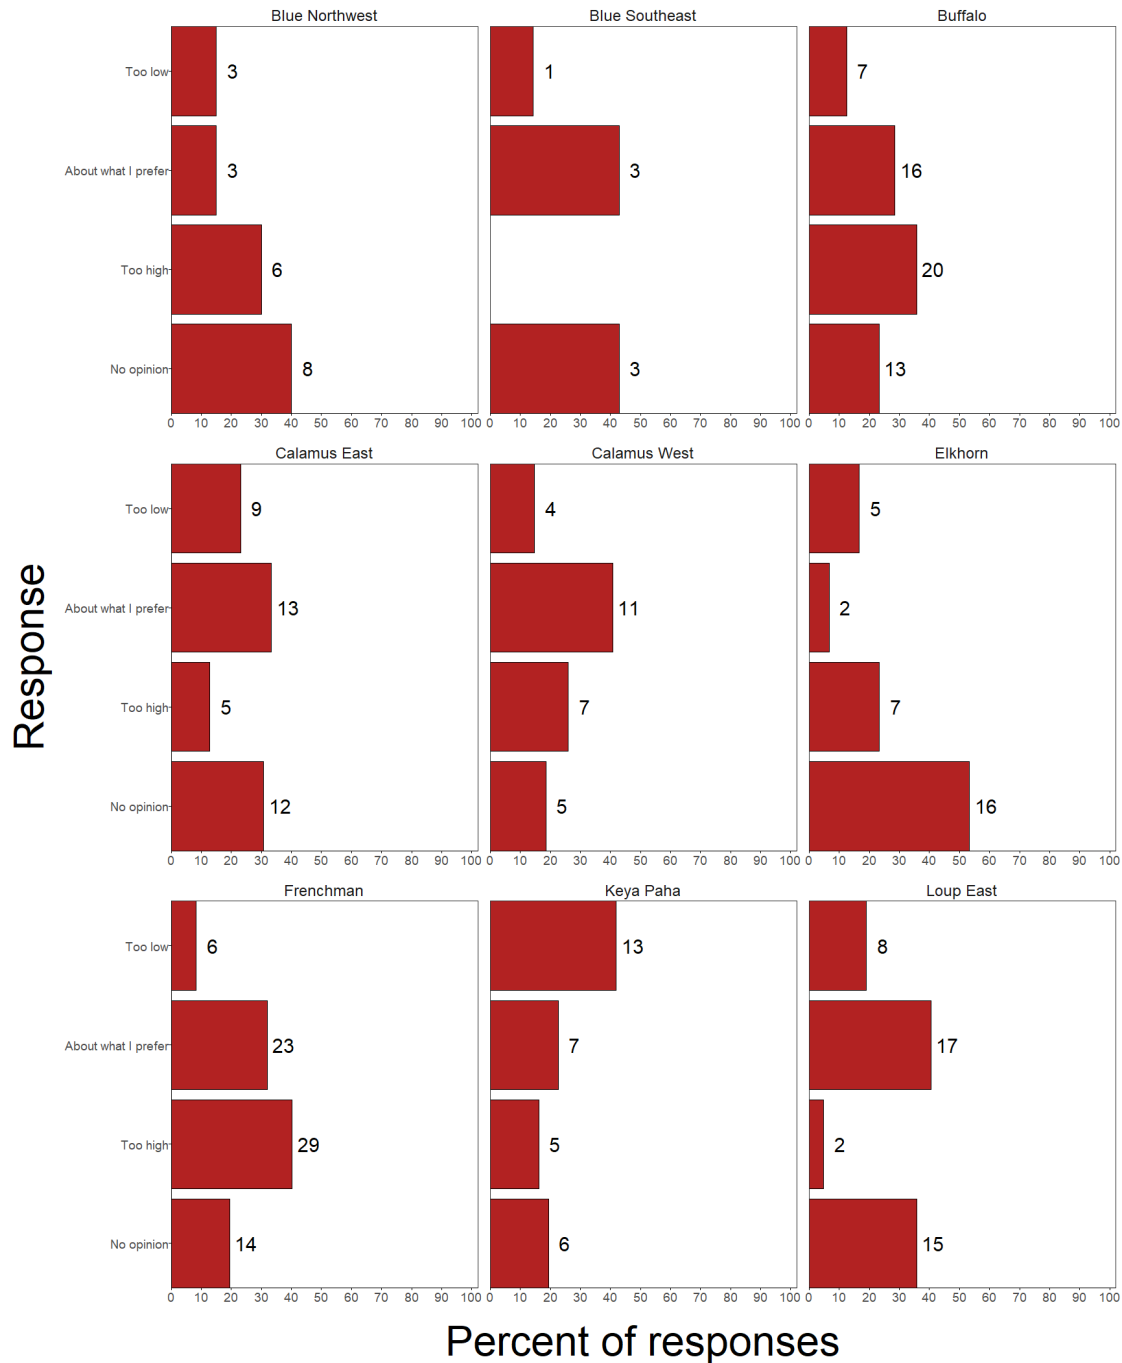 Blue Northwest Blue Southeast Buffalo
Too low 3 1 7
About what I prefer 3 3 16
Too high 6 20
No opinion 8 3 13
0 10 20 30 40 50 60 70 80 90 100 0 10 20 30 40 50 60 70 80 90 100 0 10 20 30 40 50 60 70 80 90 100
Calamus East Calamus West Elkhorn
Too low 9 4 5
About what I prefer 13 11 2
Too high 5 7 7
No opinion 12 5 16
0 10 20 30 40 50 60 70 80 90 100 0 10 20 30 40 50 60 70 80 90 100 0 10 20 30 40 50 60 70 80 90 100
Response
Frenchman Keya Paha Loup East
Too low 6 13 8
About what I prefer 23 7 17
Too high 29 5 2
No opinion 14 6 15
0 10 20 30 40 50 60 70 80 90 100 0 10 20 30 40 50 60 70 80 90 100 0 10 20 30 40 50 60 70 80 90 100
Percent of responses